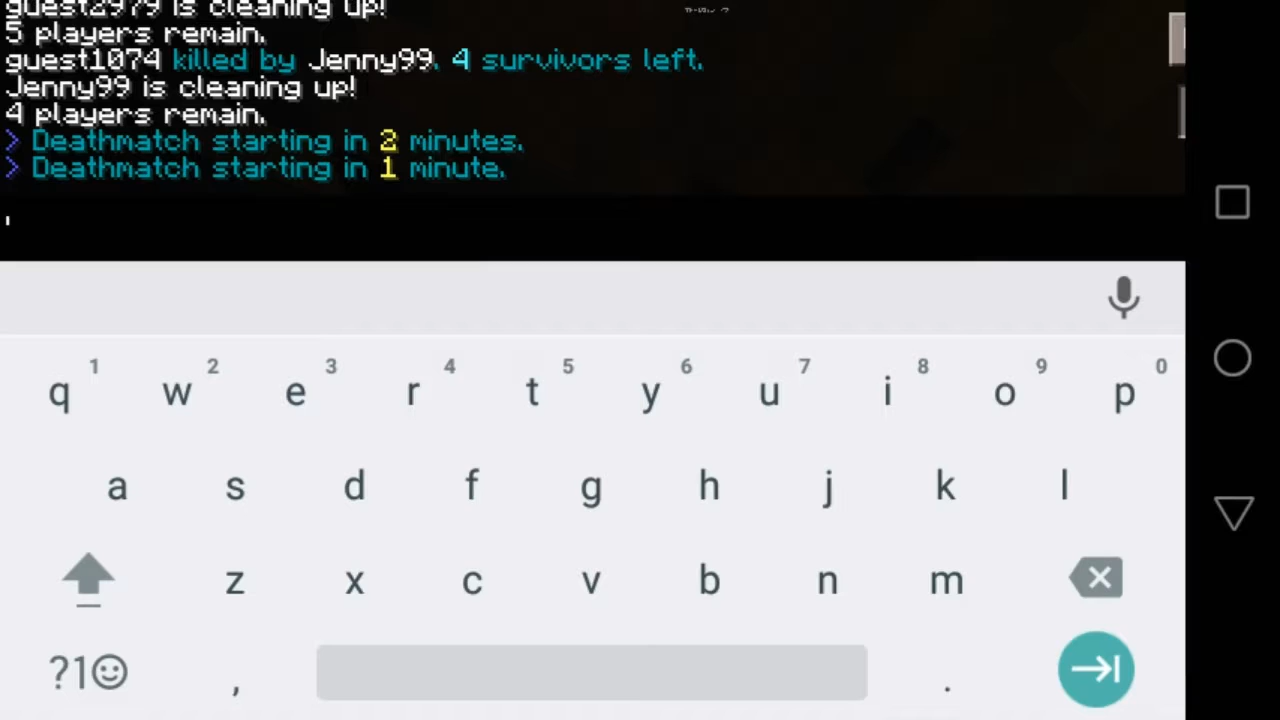 guest2979 is cleaning up!
5 players remain.
guest1074 killed by Jenny99. 4 survivors left.
Jenny99 is cleaning up!
4 players remain.
> Deathmatch starting in 2 minutes.
> Deathmatch starting in 1 minute.
1 2 3 4 5 6 7 8 9 0
q w e r t y u i o p
a s d f g h j k l
z x c v b n m
?1☺ , .